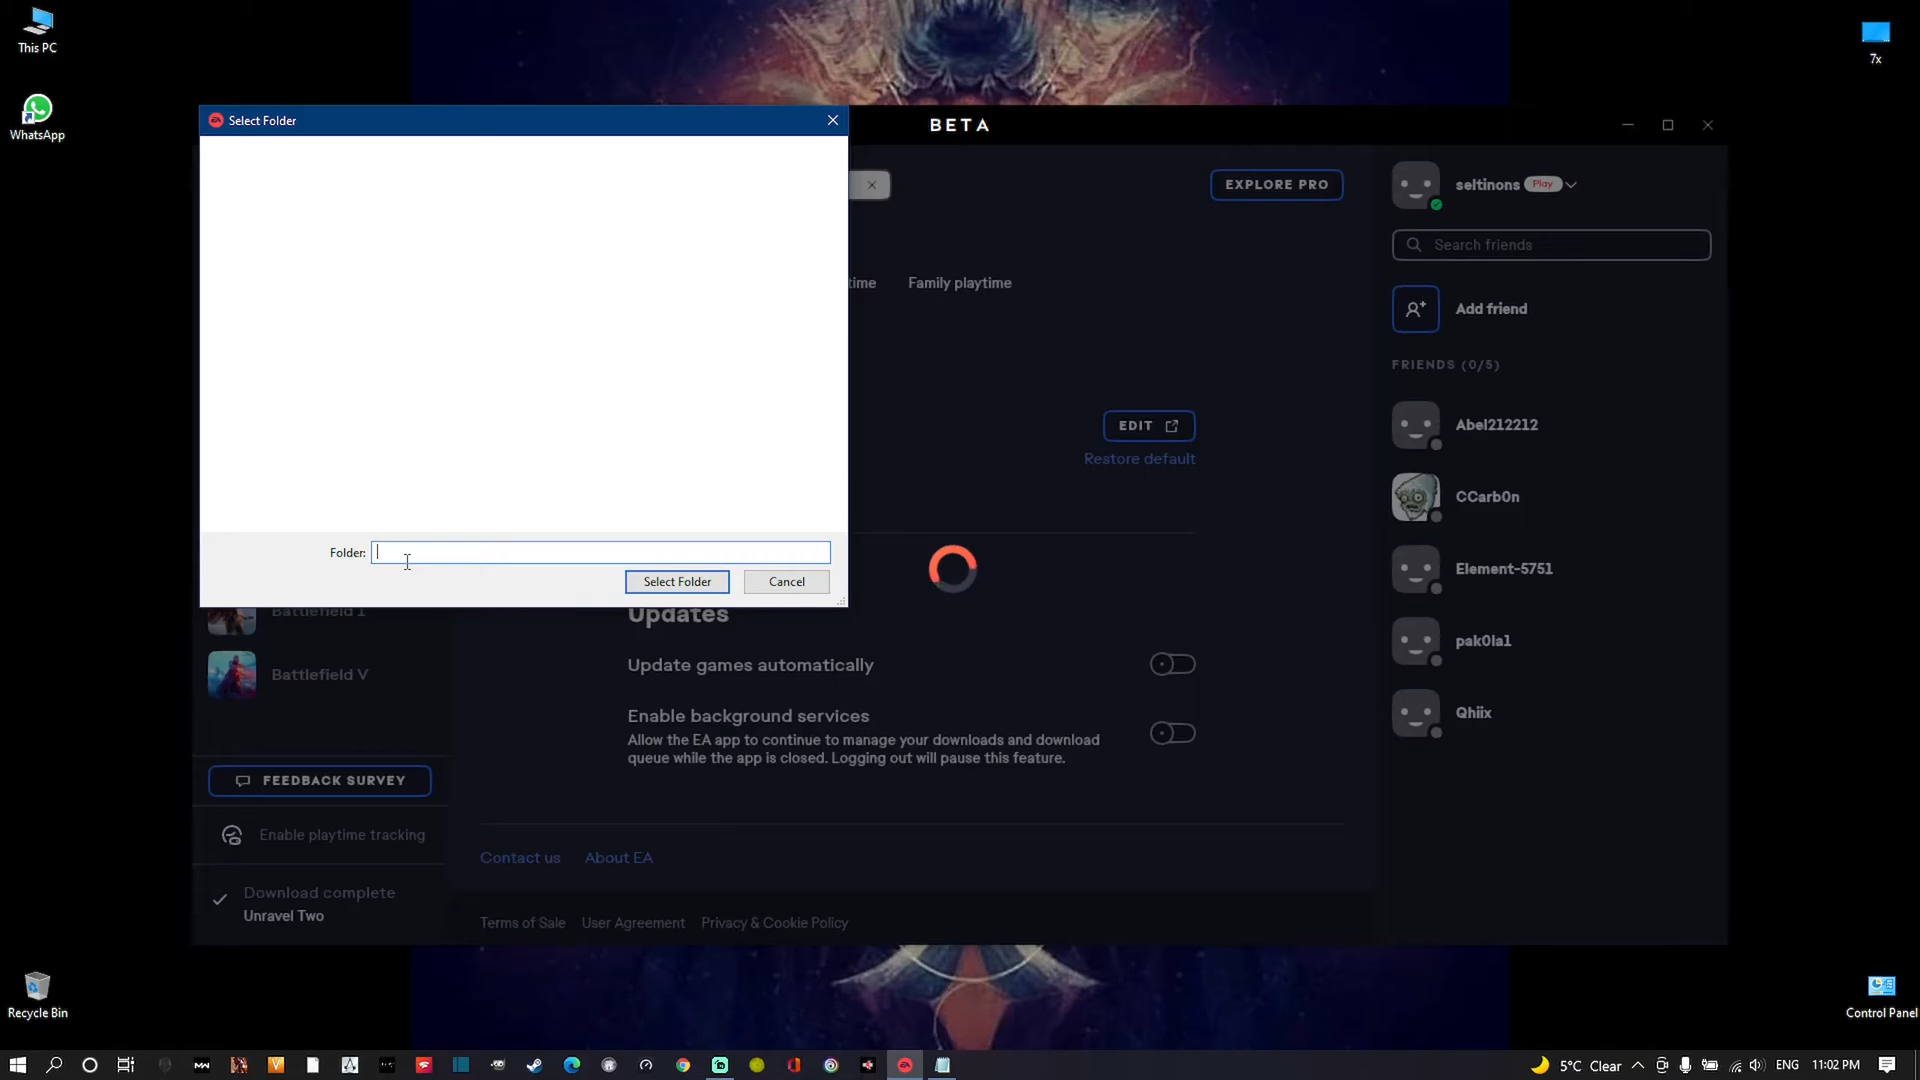 This PC
WhatsApp
7x
Select Folder
BETA
EXPLORE PRO
seltinons Play
Search friends
time Family playtime
Add friend
FRIENDS (0/5)
EDIT
Abel212212
Restore default
CCarb0n
Folder:
Select Folder Cancel
Element-5751
Battlefield 1
Updates
Battlefield V
Update games automatically
pak0la1
Enable background services
Allow the EA app to continue to manage your downloads and download
queue while the app is closed. Logging out will pause this feature.
Qhiix
FEEDBACK SURVEY
Enable playtime tracking
Contact us About EA
Download complete
Unravel Two
Terms of Sale User Agreement Privacy & Cookie Policy
Recycle Bin
Control Panel
5°C Clear ENG 11:02 PM